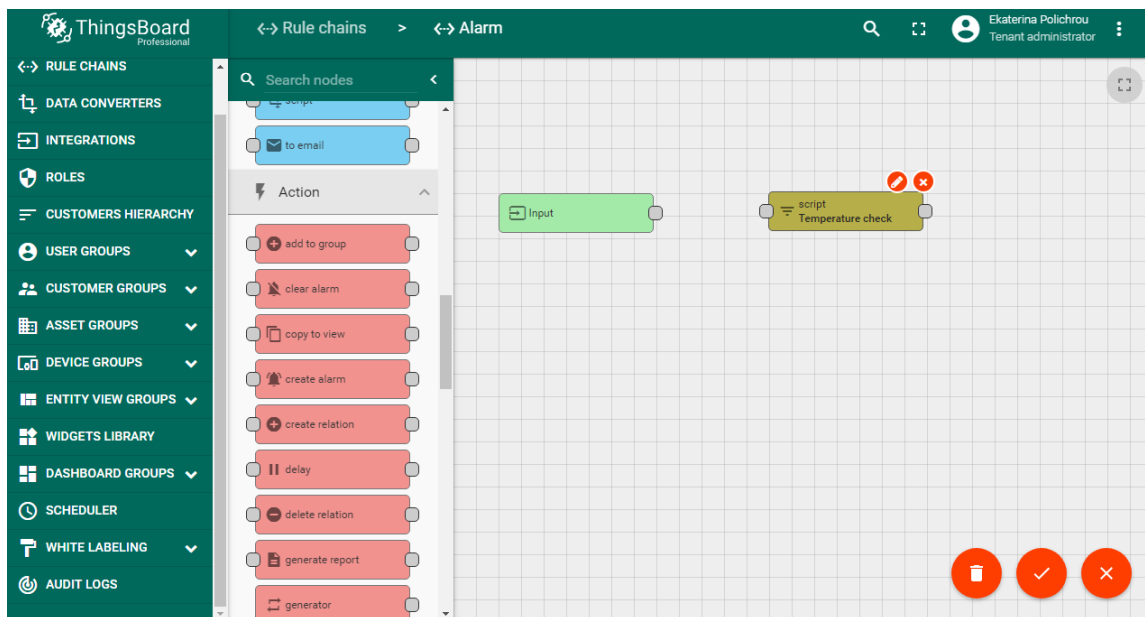 ThingsBoard
Professional
Rule chains > Alarm
Ekaterina Polichrou
Tenant administrator
RULE CHAINS
DATA CONVERTERS
INTEGRATIONS
ROLES
CUSTOMERS HIERARCHY
USER GROUPS
CUSTOMER GROUPS
ASSET GROUPS
DEVICE GROUPS
ENTITY VIEW GROUPS
WIDGETS LIBRARY
DASHBOARD GROUPS
SCHEDULER
WHITE LABELING
AUDIT LOGS
Search nodes
script
to email
Action
add to group
clear alarm
copy to view
create alarm
create relation
delay
delete relation
generate report
generator
Input
script
Temperature check